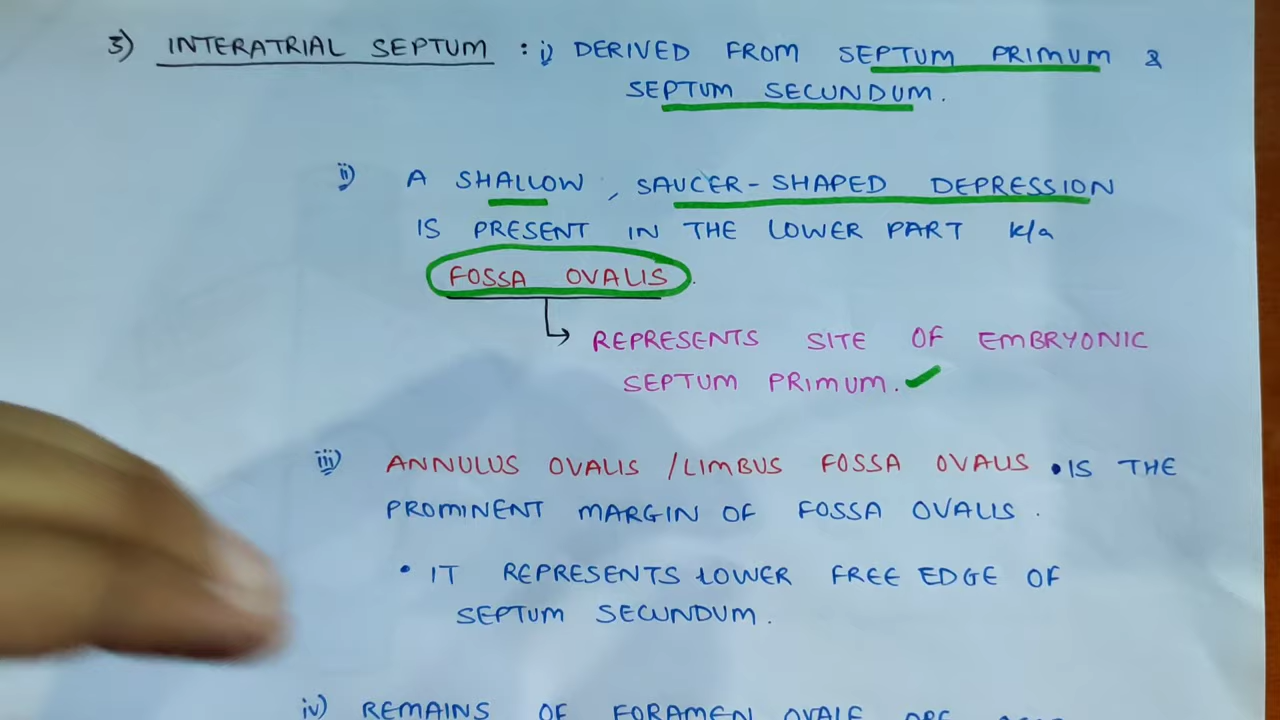 3) INTERATRIAL SEPTUM : i) DERIVED FROM SEPTUM PRIMUM &
SEPTUM SECUNDUM.
ii) A SHALLOW, SAUCER-SHAPED DEPRESSION
IS PRESENT IN THE LOWER PART K/a
FOSSA OVALIS.
REPRESENTS SITE OF EMBRYONIC
SEPTUM PRIMUM.
iii) ANNULUS OVALIS /LIMBUS FOSSA OVALIS • IS THE
PROMINENT MARGIN OF FOSSA OVALIS.
• IT REPRESENTS LOWER FREE EDGE OF
SEPTUM SECUNDUM.
iv) REMAINS OF FORAMEN OVALE